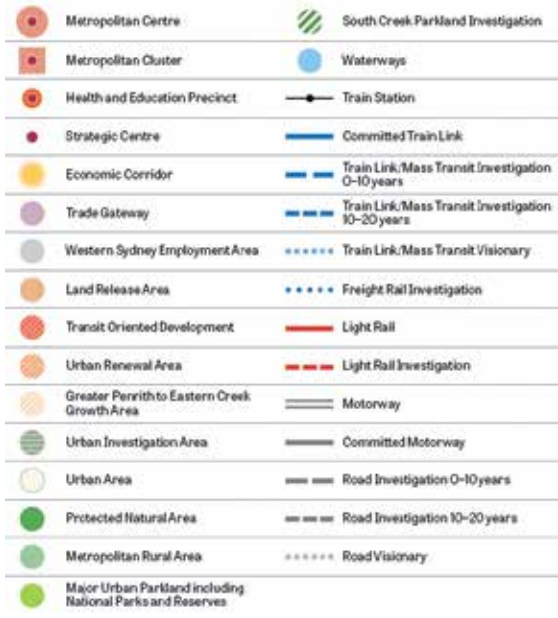 Metropolitan Centre
Metropolitan Cluster
Health and Education Precinct
Strategic Centre
Economic Corridor
Trade Gateway
Western Sydney Employment Area
Land Release Area
Transit Oriented Development
Urban Renewal Area
Greater Penrith to Eastern Creek
Growth Area
Urban Investigation Area
Urban Area
Protected Natural Area
Metropolitan Rural Area
Major Urban Parkland including
National Parks and Reserves
South Creek Parkland Investigation
Waterways
Train Station
Committed Train Link
Train Link/Mass Transit Investigation
0-10 years
Train Link/Mass Transit Investigation
10-20 years
Train Link/Mass Transit Visionary
Freight Rail Investigation
Light Rail
Light Rail Investigation
Motorway
Committed Motorway
Road Investigation 0-10 years
Road Investigation 10-20 years
Road Visionary